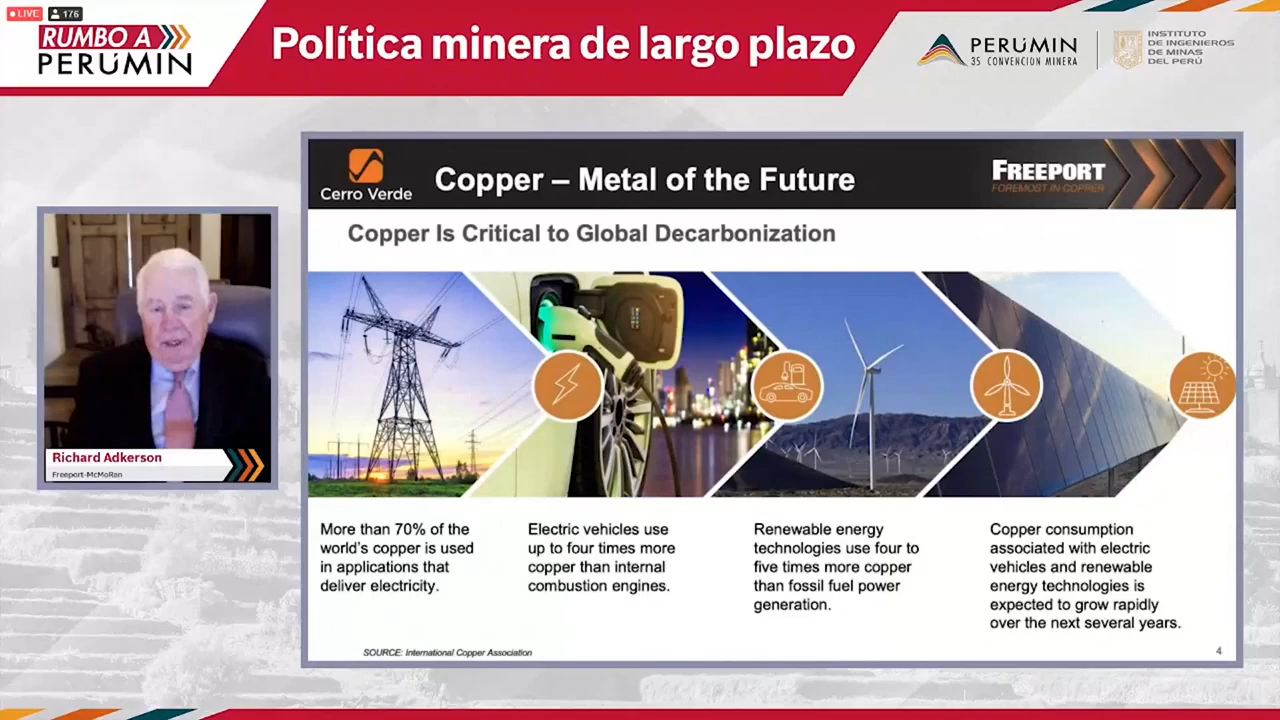 LIVE 176
RUMBO A
PERÚMIN
Política minera de largo plazo
PERÚMIN
35 CONVENCIÓN MINERA
INSTITUTO
DE INGENIEROS
DE MINAS
DEL PERÚ
Cerro Verde
Copper – Metal of the Future
FREEPORT
FOREMOST IN COPPER
Copper Is Critical to Global Decarbonization
Richard Adkerson
Freeport-McMoRan
More than 70% of the
world's copper is used
in applications that
deliver electricity.
Electric vehicles use
up to four times more
copper than internal
combustion engines.
Renewable energy
technologies use four to
five times more copper
than fossil fuel power
generation.
Copper consumption
associated with electric
vehicles and renewable
energy technologies is
expected to grow rapidly
over the next several years.
SOURCE: International Copper Association
4